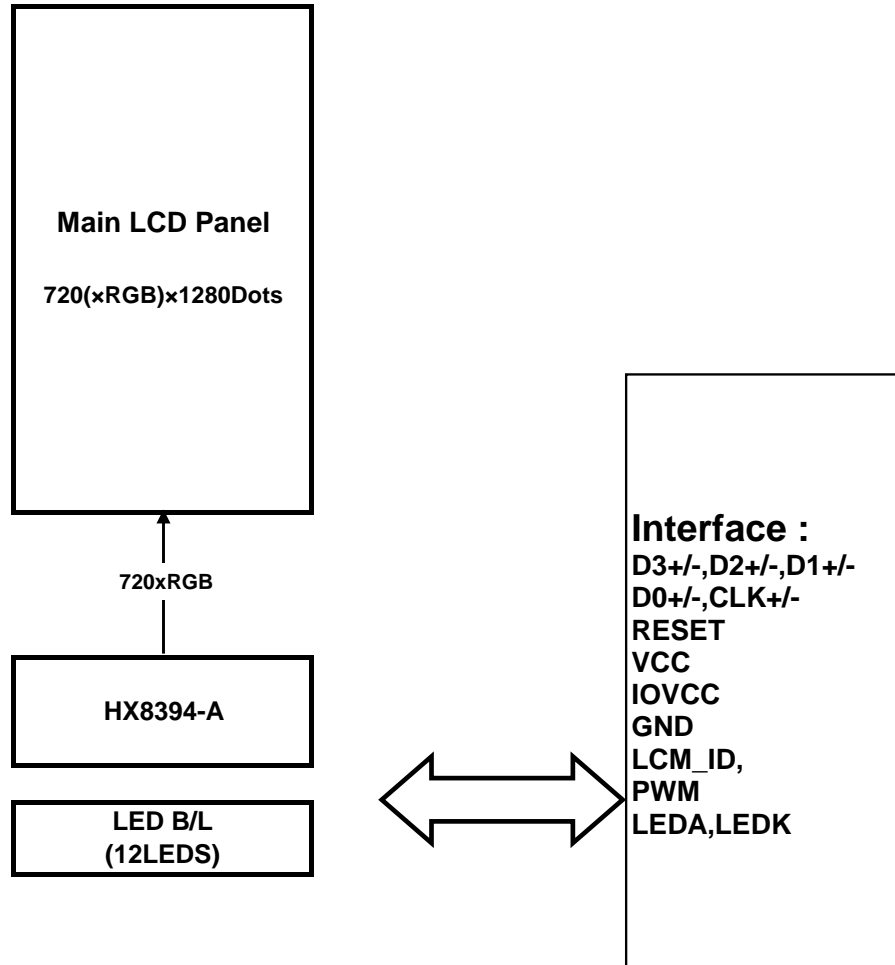 Main LCD Panel
720(×RGB)×1280Dots
720xRGB
HX8394-A
LED B/L
(12LEDS)
Interface :
D3+/-,D2+/-,D1+/-
D0+/-,CLK+/-
RESET
VCC
IOVCC
GND
LCM_ID,
PWM
LEDA,LEDK